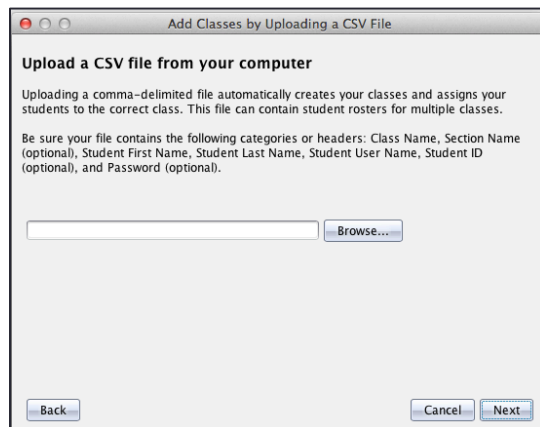 Add Classes by Uploading a CSV File
Upload a CSV file from your computer
Uploading a comma-delimited file automatically creates your classes and assigns your
students to the correct class. This file can contain student rosters for multiple classes.
Be sure your file contains the following categories or headers: Class Name, Section Name
(optional), Student First Name, Student Last Name, Student User Name, Student ID
(optional), and Password (optional).
Browse...
Back Cancel Next